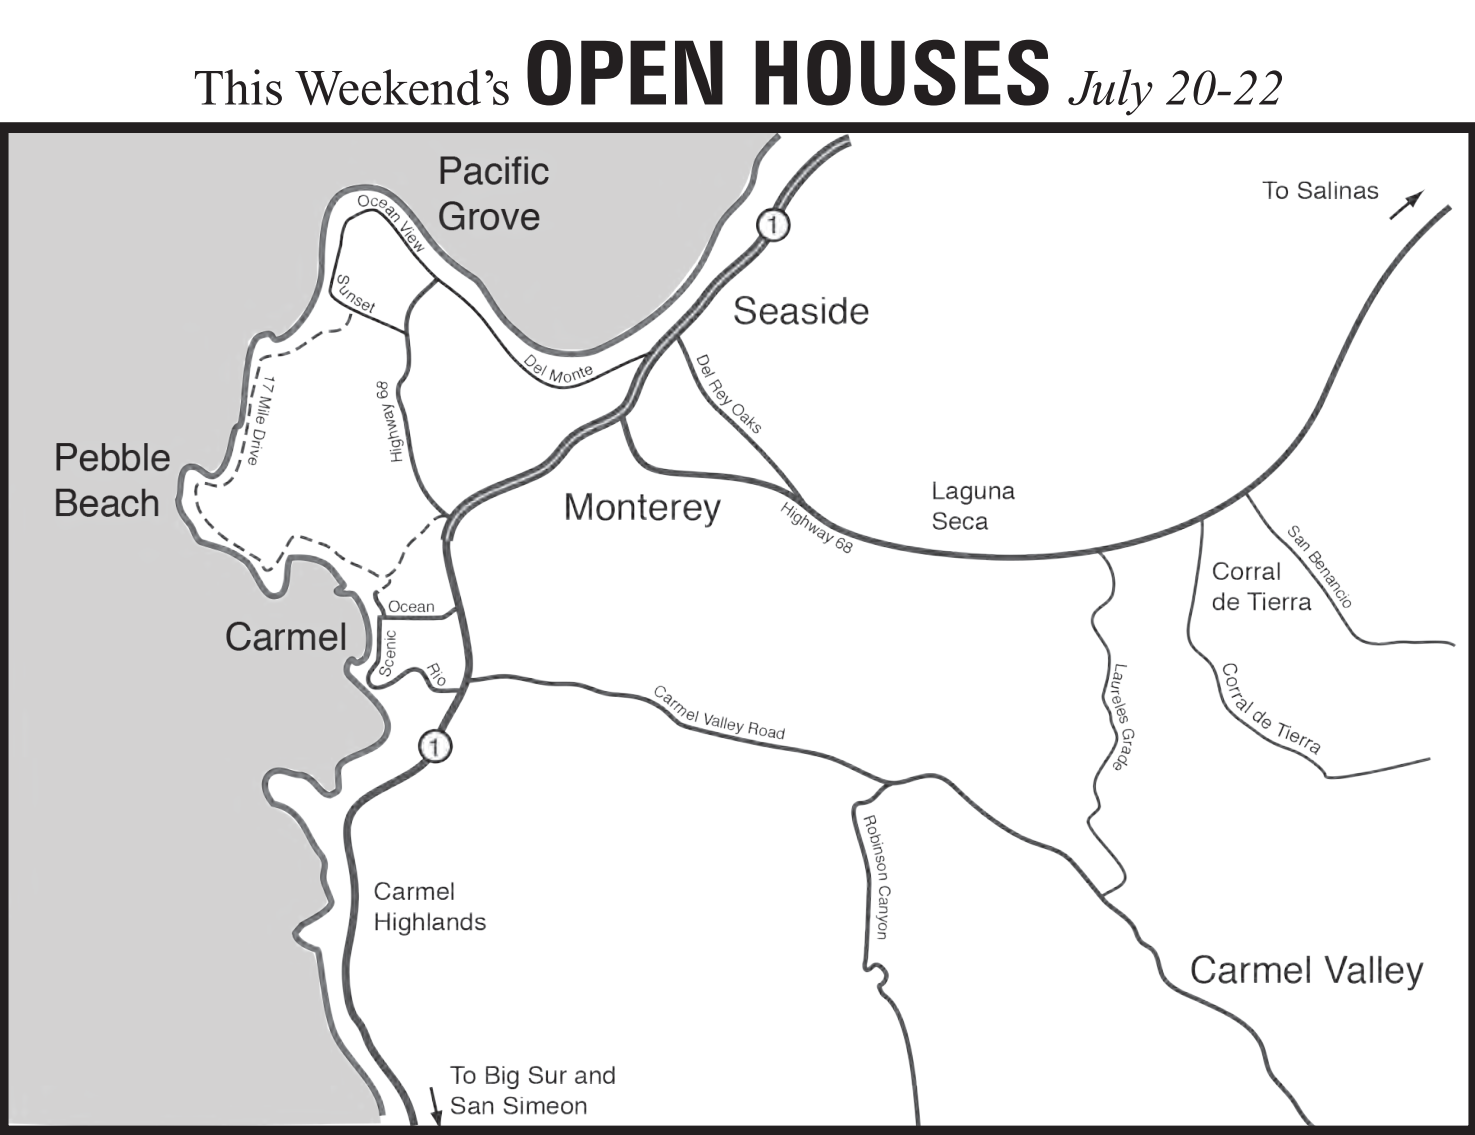 This Weekend's OPEN HOUSES July 20-22
Pacific
Grove
To Salinas
Ocean View
1
Sunset
Seaside
Del Monte
Del Rey Oaks
17 Mile Drive
Highway 68
Pebble
Beach
Monterey
Laguna
Seca
Highway 68
San Benancio
Corral
de Tierra
Ocean
Carmel
Scenic
Rio
Carmel Valley Road
Laureles Grade
Corral de Tierra
1
Robinson Canyon
Carmel
Highlands
Carmel Valley
To Big Sur and
San Simeon